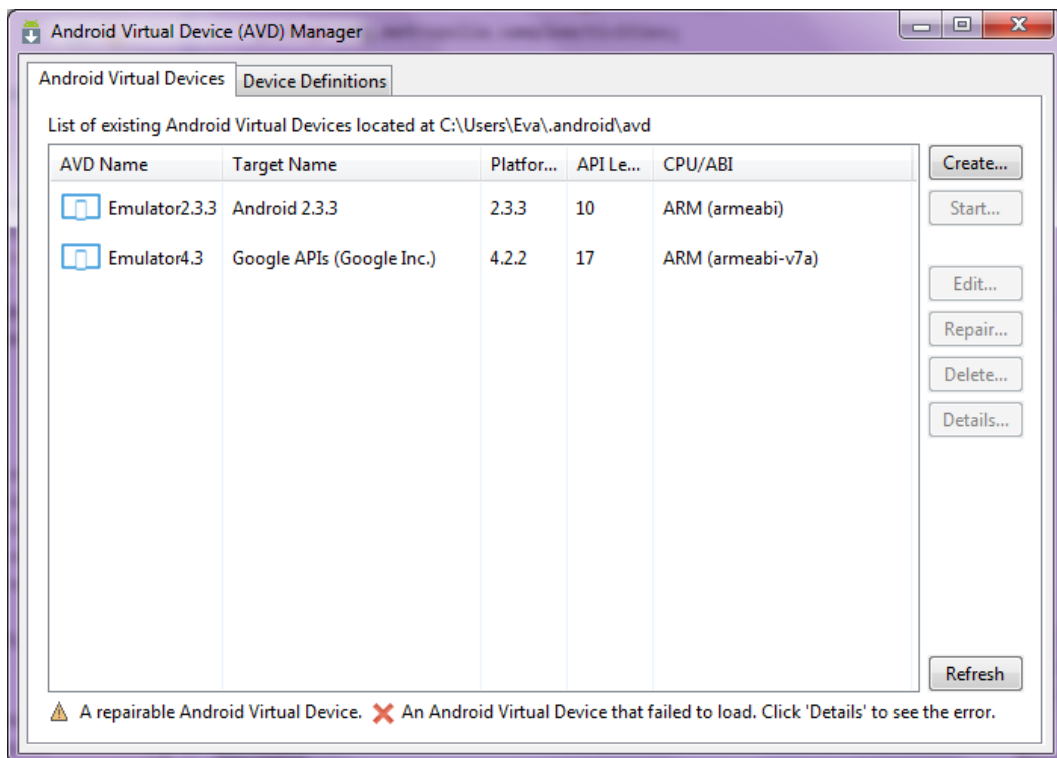 Android Virtual Device (AVD) Manager
Android Virtual Devices
Device Definitions
List of existing Android Virtual Devices located at C:\Users\Eva\.android\avd
AVD Name Target Name Platfor... API Le... CPU/ABI
Emulator2.3.3 Android 2.3.3 2.3.3 10 ARM (armeabi)
Emulator4.3 Google APIs (Google Inc.) 4.2.2 17 ARM (armeabi-v7a)
Create...
Start...
Edit...
Repair...
Delete...
Details...
Refresh
A repairable Android Virtual Device. An Android Virtual Device that failed to load. Click 'Details' to see the error.